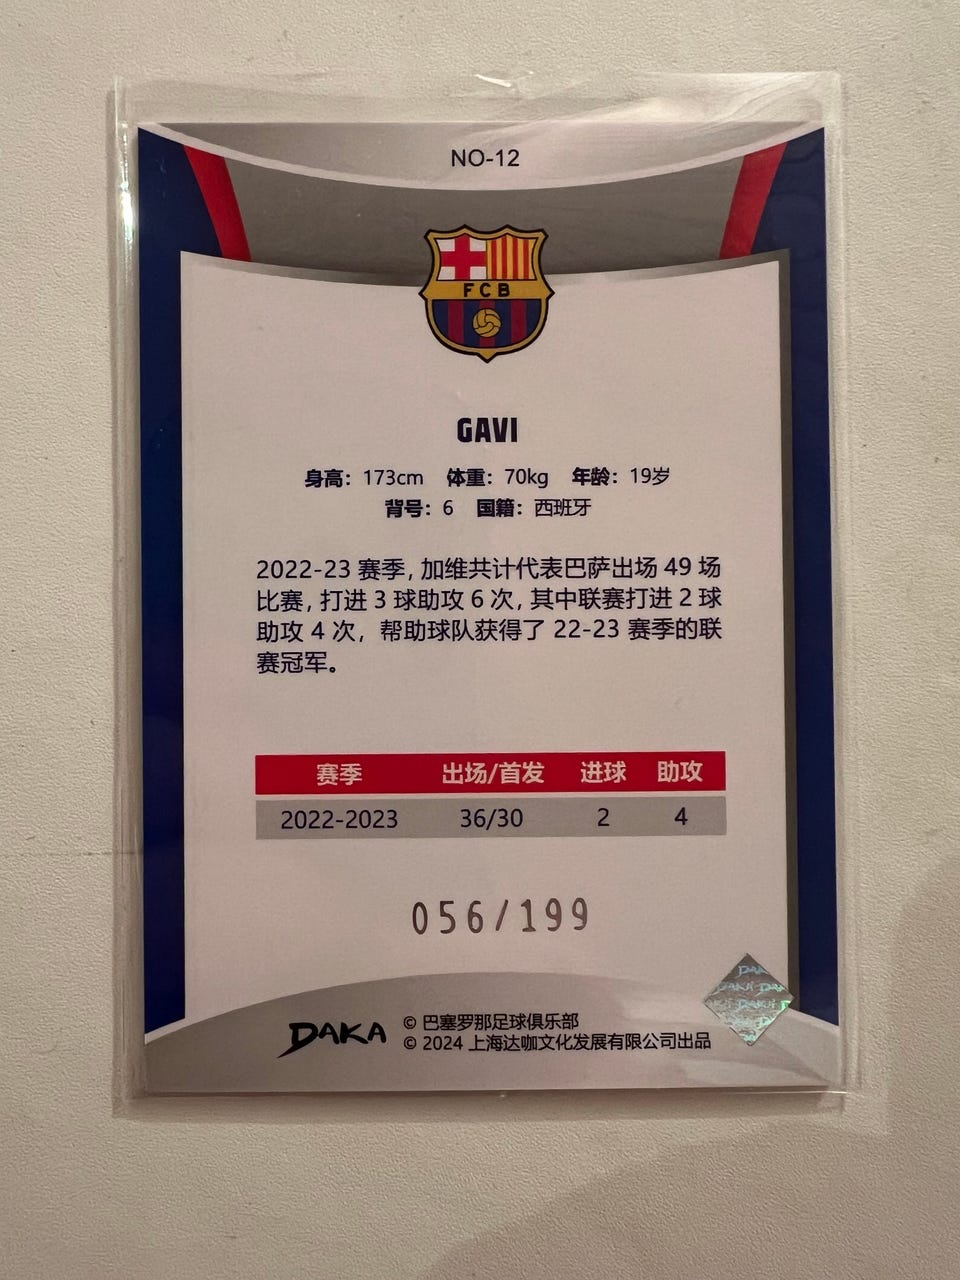 NO-12
FCB
GAVI
身高：173cm 体重：70kg 年龄：19岁
背号：6 国籍：西班牙
2022-23 赛季，加维共计代表巴萨出场 49 场
比赛，打进 3 球助攻 6 次，其中联赛打进 2 球
助攻 4 次，帮助球队获得了 22-23 赛季的联
赛冠军。
赛季 出场/首发 进球 助攻
2022-2023 36/30 2 4
056/199
DAKA
© 巴塞罗那足球俱乐部
© 2024 上海达咖文化发展有限公司出品
DAKA DAKA